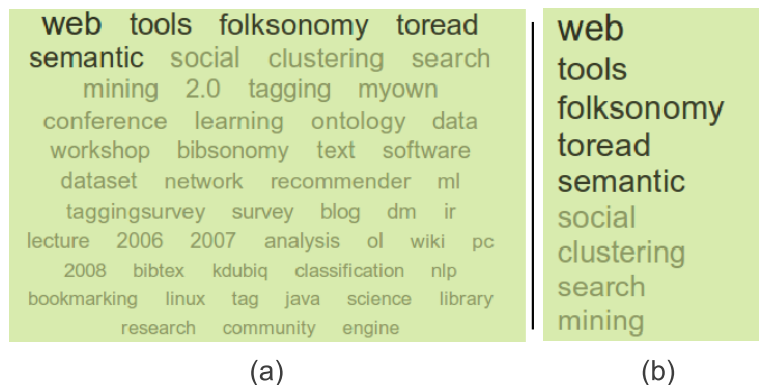 web tools folksonomy toread
semantic social clustering search
mining 2.0 tagging myown
conference learning ontology data
workshop bibsonomy text software
dataset network recommender ml
taggingsurvey survey blog dm ir
lecture 2006 2007 analysis ol wiki pc
2008 bibtex kdubiq classification nlp
bookmarking linux tag java science library
research community engine
(a)
web
tools
folksonomy
toread
semantic
social
clustering
search
mining
(b)